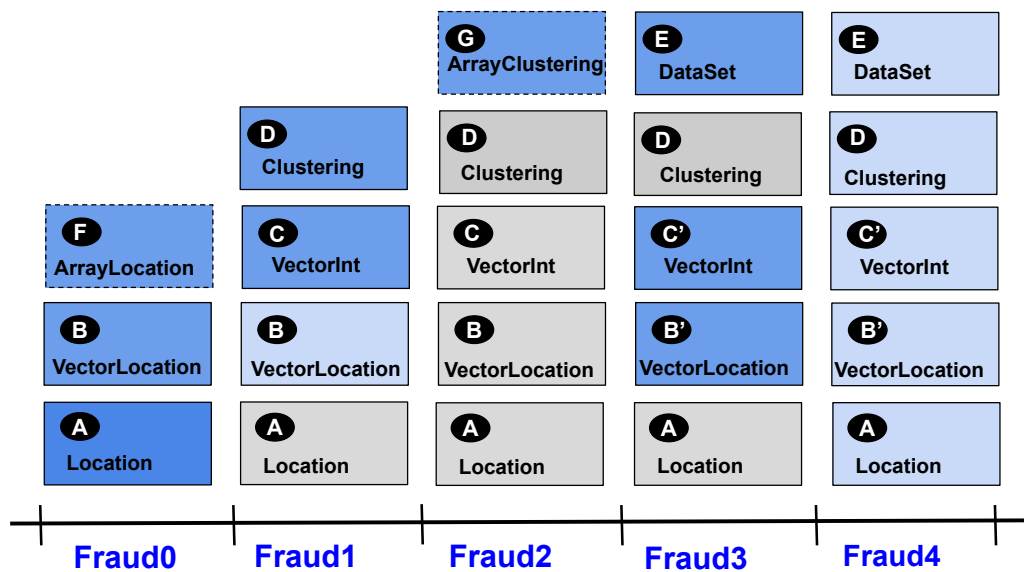 G
ArrayClustering
E
DataSet
E
DataSet
D
Clustering
D
Clustering
D
Clustering
D
Clustering
F
ArrayLocation
C
VectorInt
C
VectorInt
C’
VectorInt
C’
VectorInt
B
VectorLocation
B
VectorLocation
B
VectorLocation
B’
VectorLocation
B’
VectorLocation
A
Location
A
Location
A
Location
A
Location
A
Location
Fraud0
Fraud1
Fraud2
Fraud3
Fraud4